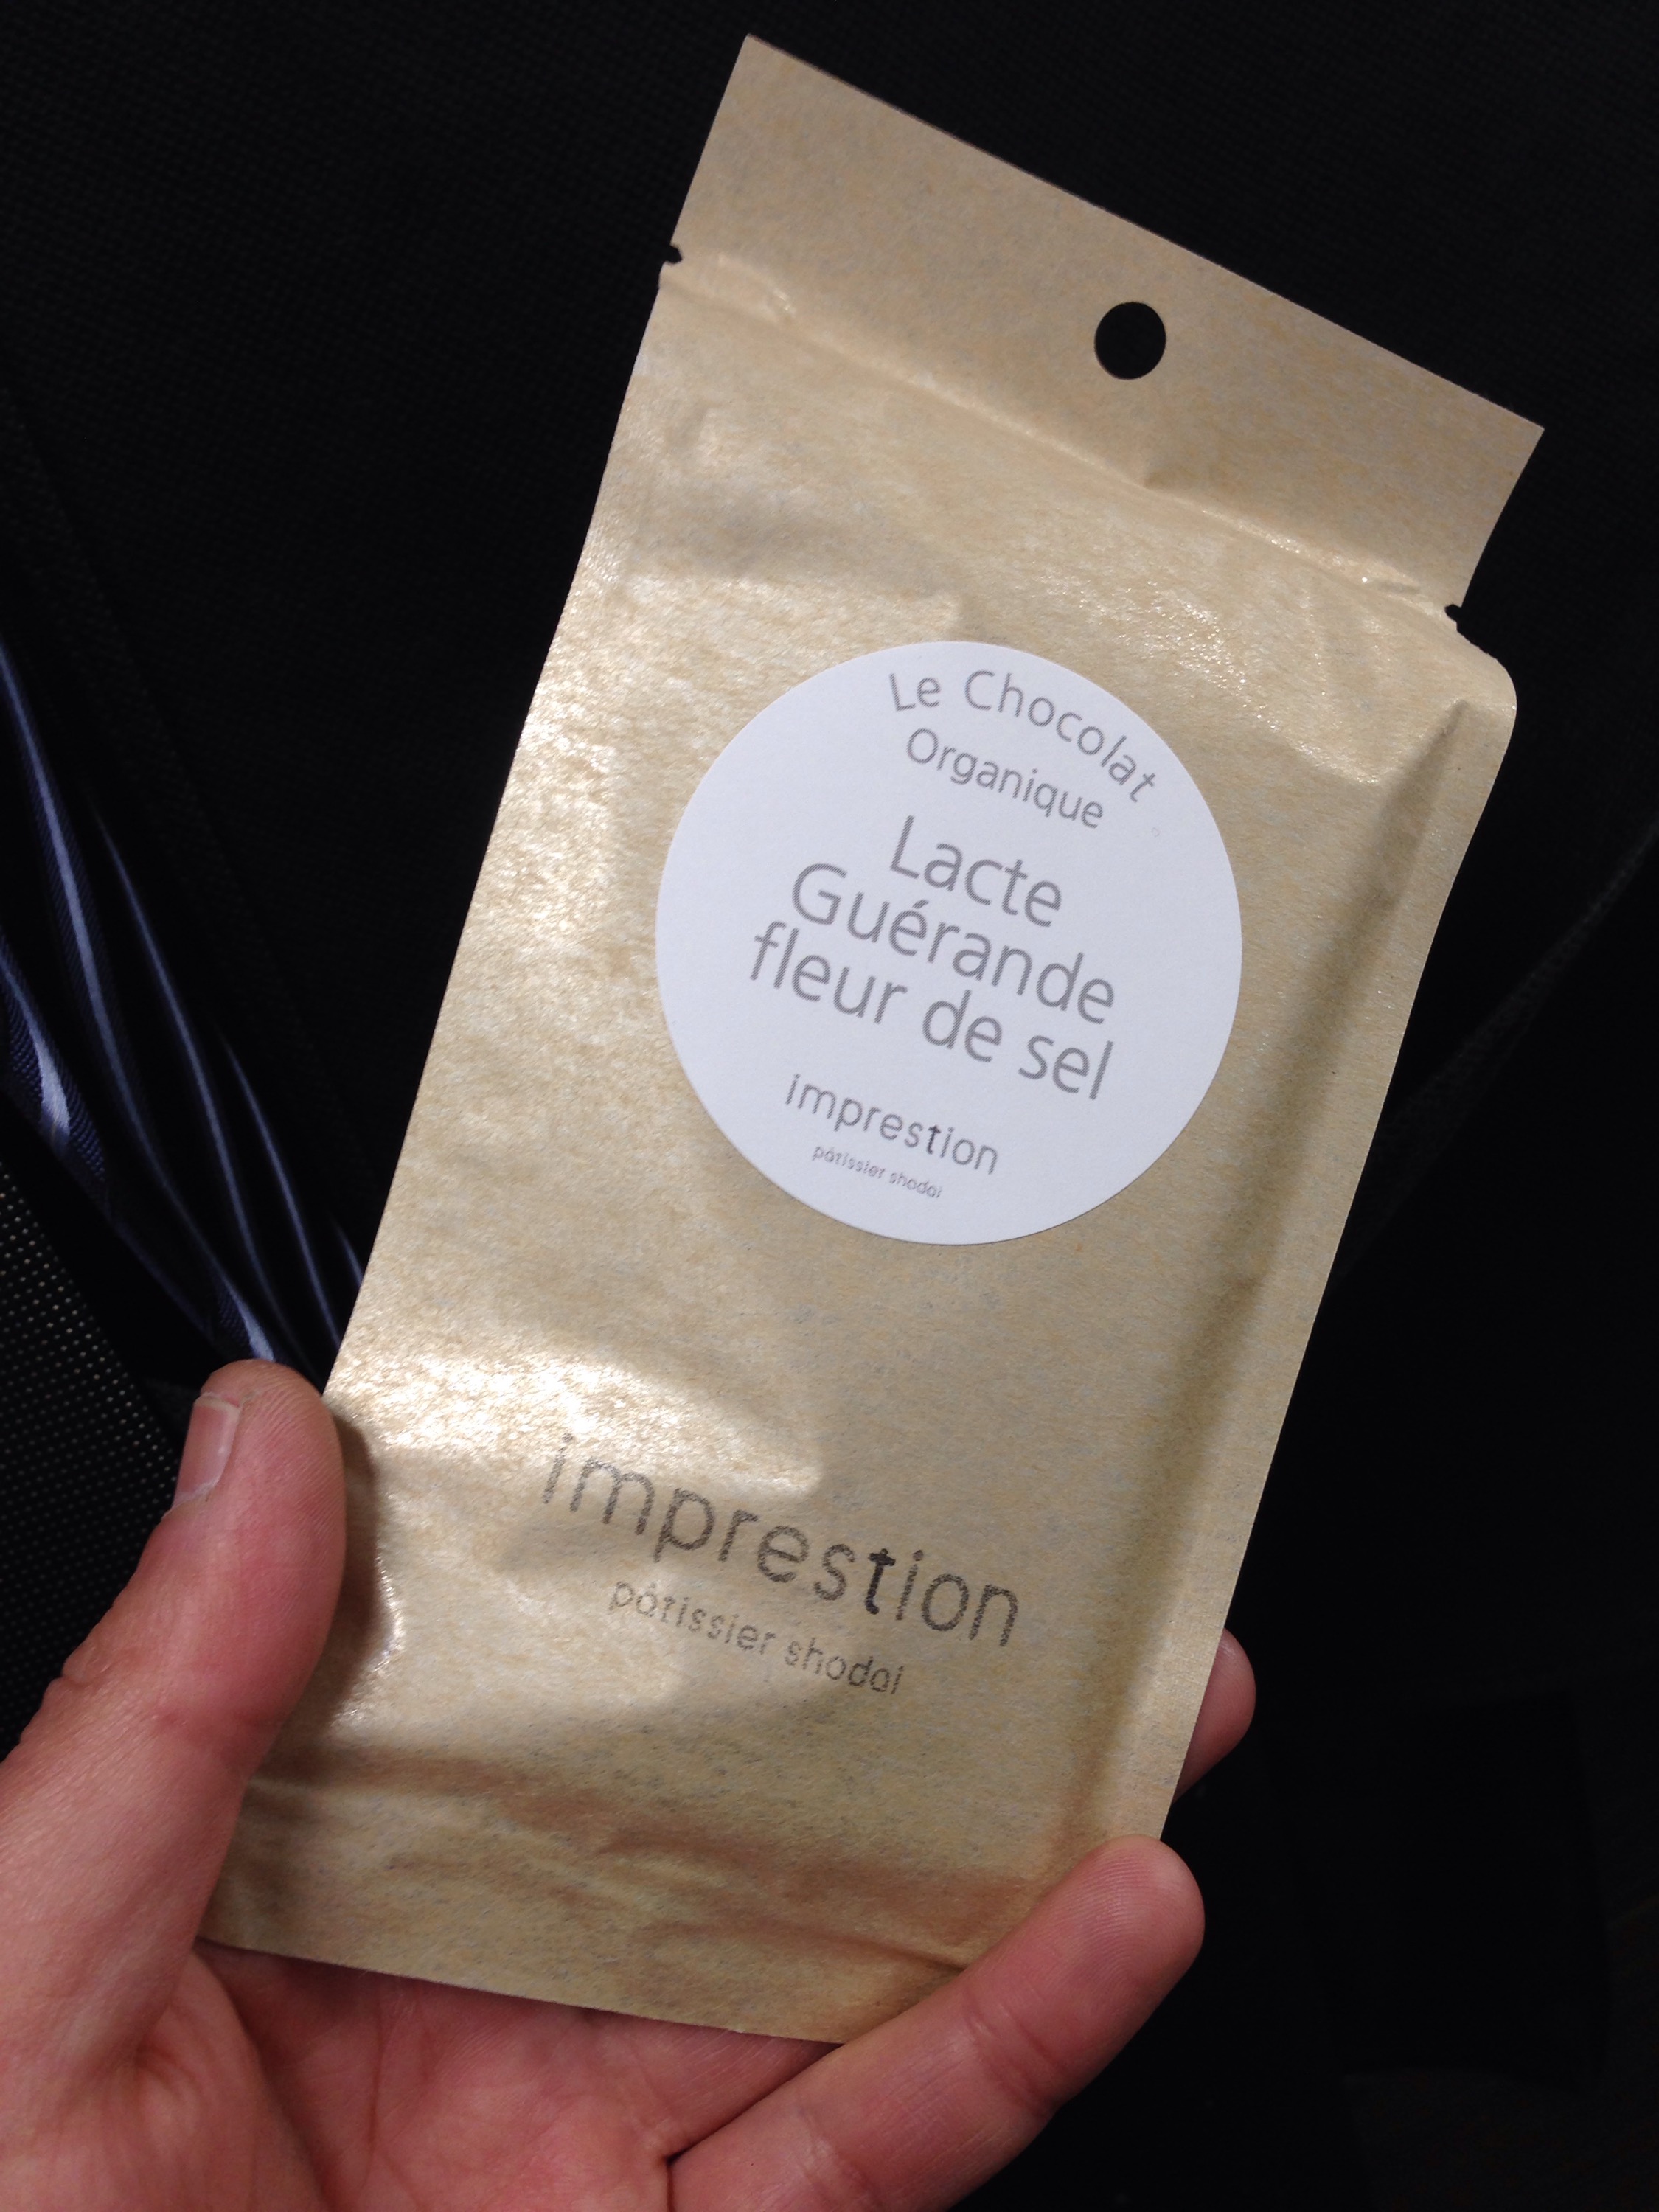 Le Chocolat
Organique
Lacte
Guérande
fleur de sel
imprestion
pâtissier shodai
imprestion
pâtissier shodai